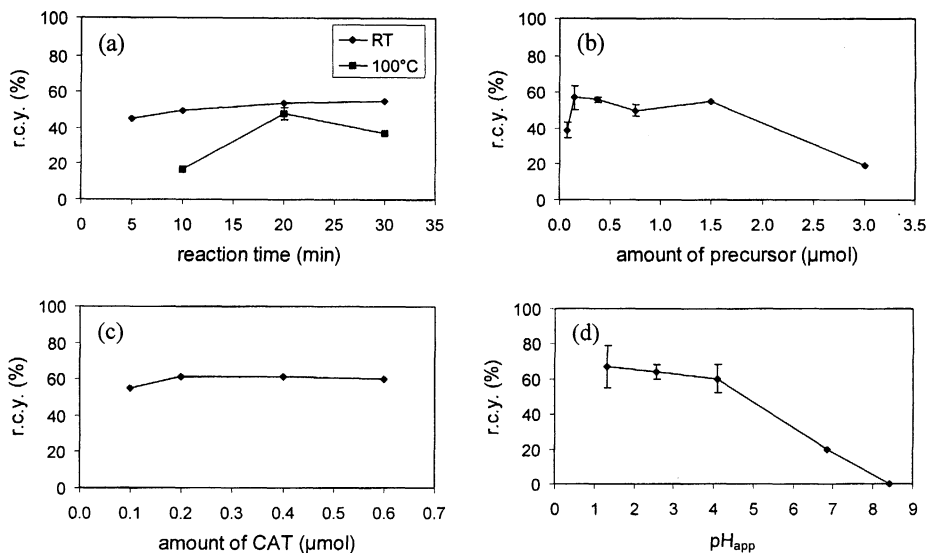 (a)
RT
100°C
100
80
60
40
20
0
r.c.y. (%)
0 5 10 15 20 25 30 35
reaction time (min)
(b)
100
80
60
40
20
0
r.c.y. (%)
0.0 0.5 1.0 1.5 2.0 2.5 3.0 3.5
amount of precursor (µmol)
(c)
100
80
60
40
20
0
r.c.y. (%)
0.0 0.1 0.2 0.3 0.4 0.5 0.6 0.7
amount of CAT (µmol)
(d)
100
80
60
40
20
0
r.c.y. (%)
0 1 2 3 4 5 6 7 8 9
pHapp